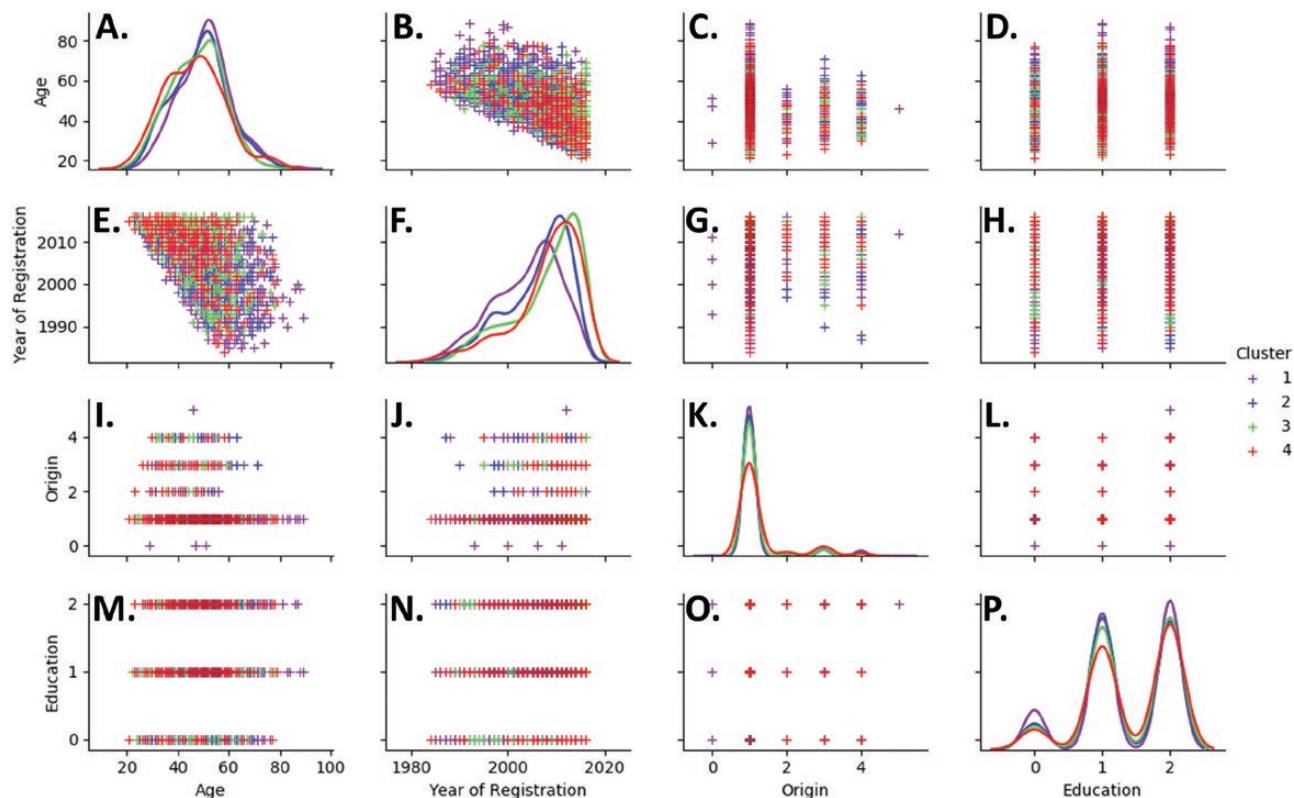 A.
B.
C.
D.
80
60
40
20
Age
E.
F.
G.
H.
2010
2000
1990
Year of Registration
Cluster
1
2
3
4
I.
J.
K.
L.
4
2
0
Origin
M.
N.
O.
P.
2
1
0
Education
20 40 60 80 100
1980 2000 2020
0 2 4
0 1 2
Age
Year of Registration
Origin
Education